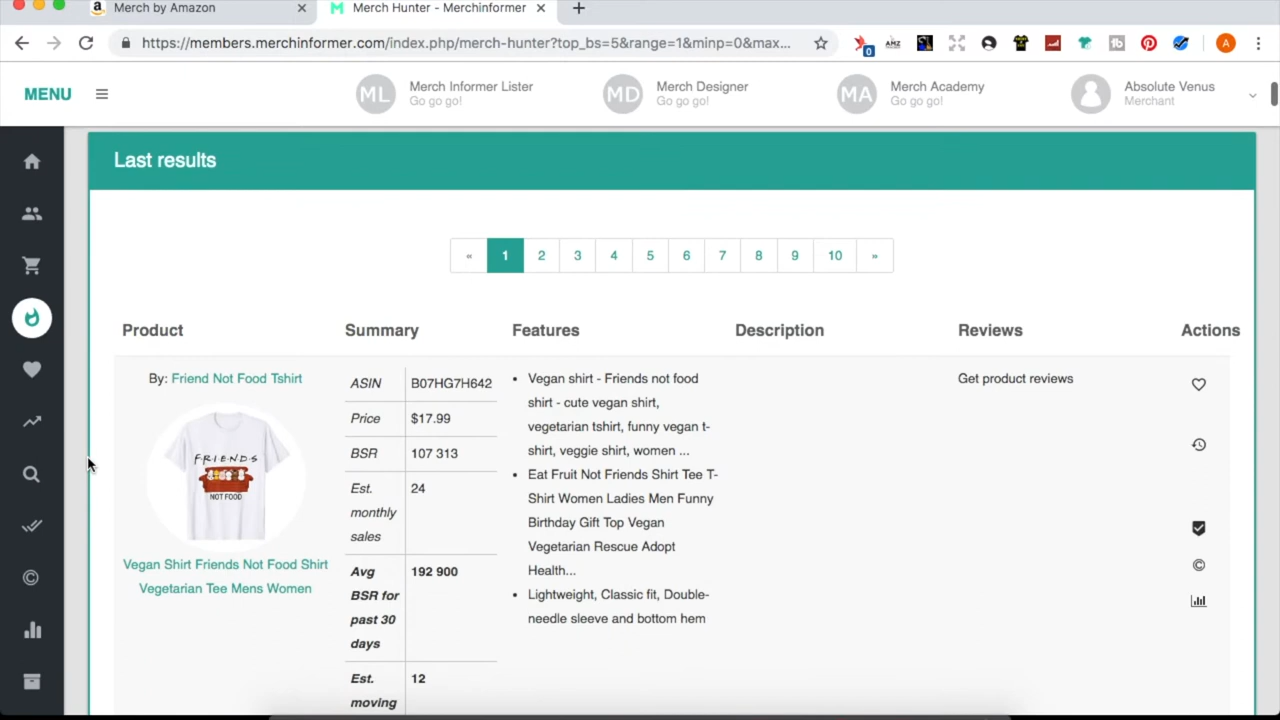 Merch by Amazon
Merch Hunter - Merchinformer
https://members.merchinformer.com/index.php/merch-hunter?top_bs=5&range=1&minp=0&max...
0
A
MENU
ML
Merch Informer Lister
Go go go!
MD
Merch Designer
Go go go!
MA
Merch Academy
Go go go!
Absolute Venus
Merchant
Last results
« 1 2 3 4 5 6 7 8 9 10 »
Product Summary Features Description Reviews Actions
By: Friend Not Food Tshirt
FRIENDS
NOT FOOD
Vegan Shirt Friends Not Food Shirt
Vegetarian Tee Mens Women
ASIN B07HG7H642
Price $17.99
BSR 107 313
Est. 24
monthly
sales
Avg 192 900
BSR for
past 30
days
Est. 12
moving
Vegan shirt - Friends not food
shirt - cute vegan shirt,
vegetarian tshirt, funny vegan t-
shirt, veggie shirt, women ...
Eat Fruit Not Friends Shirt Tee T-
Shirt Women Ladies Men Funny
Birthday Gift Top Vegan
Vegetarian Rescue Adopt
Health...
Lightweight, Classic fit, Double-
needle sleeve and bottom hem
Get product reviews